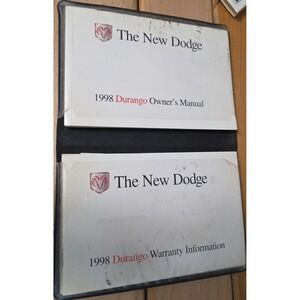 The New Dodge
1998 Durango Owner's Manual
The New Dodge
1998 Durango Warranty Information